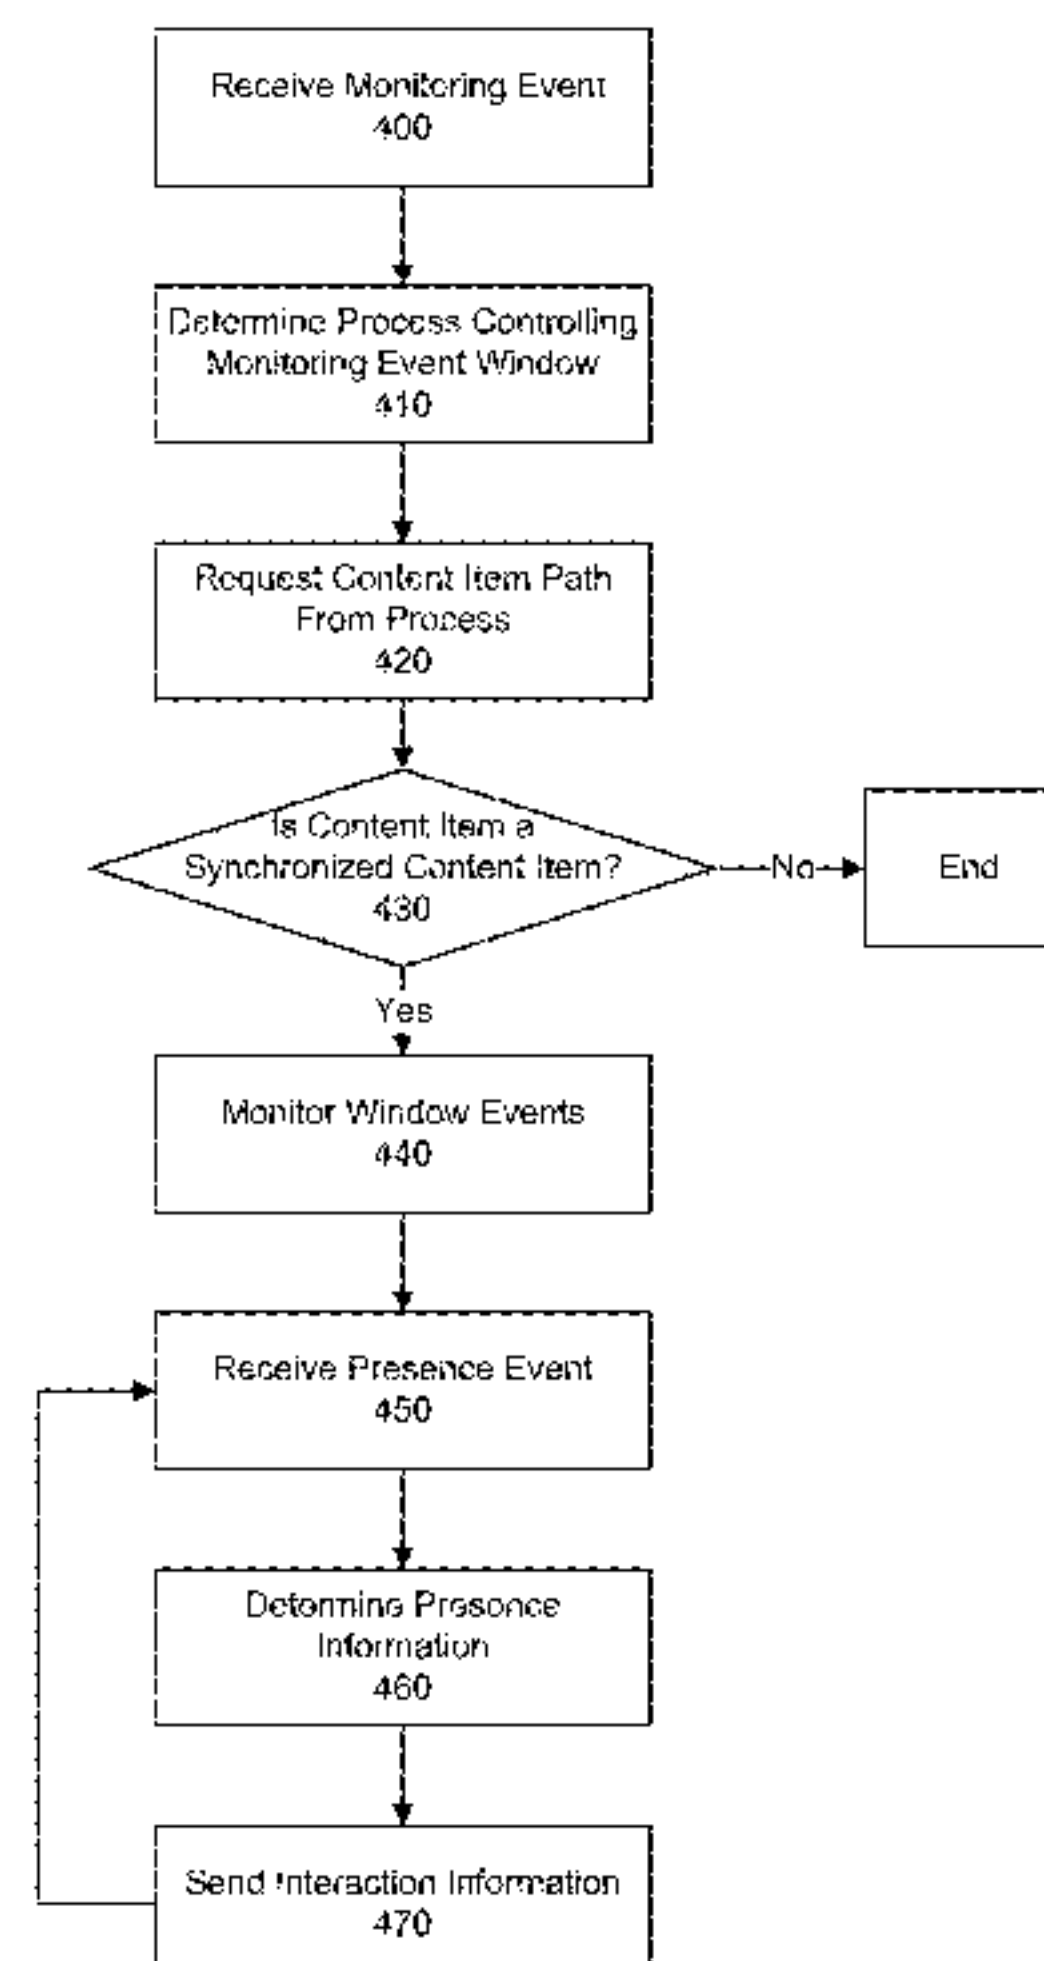 Receive Monitoring Event
400
Determine Process Controlling
Monitoring Event Window
410
Request Content Item Path
From Process
420
Is Content Item a
Synchronized Content Item?
430
No
End
Yes
Monitor Window Events
440
Receive Presence Event
450
Determine Presence
Information
460
Send Interaction Information
470